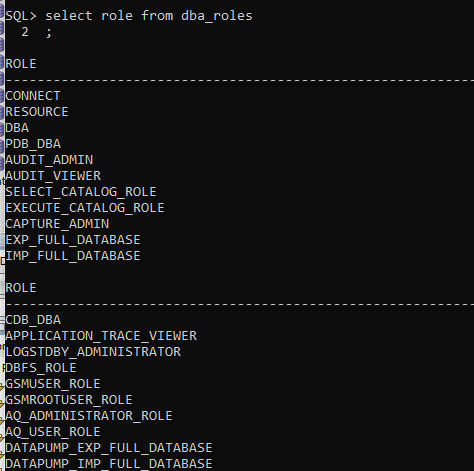 SQL> select role from dba_roles
  2  ;
ROLE
--------------------------------------------------------------------------------
CONNECT
RESOURCE
DBA
PDB_DBA
AUDIT_ADMIN
AUDIT_VIEWER
SELECT_CATALOG_ROLE
EXECUTE_CATALOG_ROLE
CAPTURE_ADMIN
EXP_FULL_DATABASE
IMP_FULL_DATABASE
ROLE
--------------------------------------------------------------------------------
CDB_DBA
APPLICATION_TRACE_VIEWER
LOGSTDBY_ADMINISTRATOR
DBFS_ROLE
GSMUSER_ROLE
GSMROOTUSER_ROLE
AQ_ADMINISTRATOR_ROLE
AQ_USER_ROLE
DATAPUMP_EXP_FULL_DATABASE
DATAPUMP_IMP_FULL_DATABASE